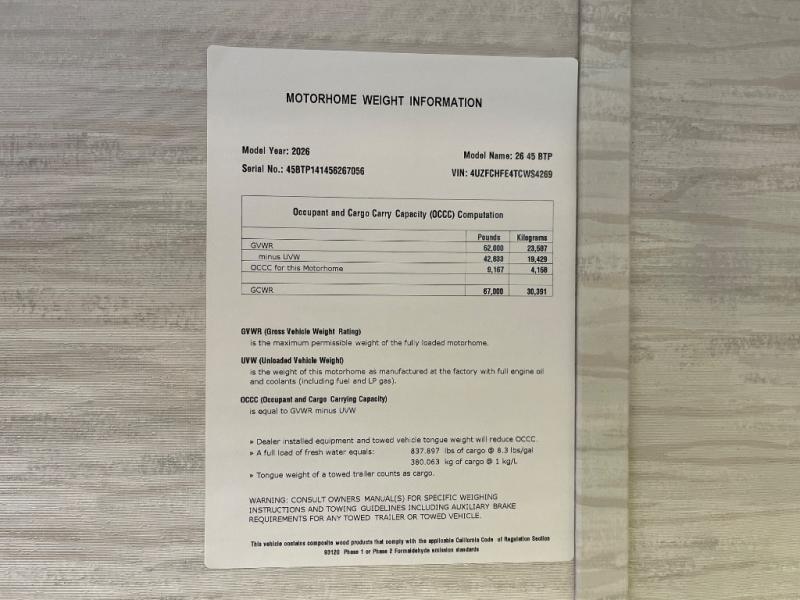 MOTORHOME WEIGHT INFORMATION
Model Year: 2026
Model Name: 26 45 BTP
Serial No.: 45BTP141456267056
VIN: 4UZFCHFE4TCWS4269
Occupant and Cargo Carry Capacity (OCCC) Computation
Pounds Kilograms
GVWR 52,000 23,587
minus UVW 42,833 19,429
OCCC for this Motorhome 9,167 4,158
GCWR 67,000 30,391
GVWR (Gross Vehicle Weight Rating)
is the maximum permissible weight of the fully loaded motorhome.
UVW (Unloaded Vehicle Weight)
is the weight of this motorhome as manufactured at the factory with full engine oil
and coolants (including fuel and LP gas).
OCCC (Occupant and Cargo Carrying Capacity)
is equal to GVWR minus UVW
» Dealer installed equipment and towed vehicle tongue weight will reduce OCCC.
» A full load of fresh water equals: 837.897 lbs of cargo @ 8.3 lbs/gal
380.063 kg of cargo @ 1 kg/L
» Tongue weight of a towed trailer counts as cargo.
WARNING: CONSULT OWNERS MANUAL(S) FOR SPECIFIC WEIGHING
INSTRUCTIONS AND TOWING GUIDELINES INCLUDING AUXILIARY BRAKE
REQUIREMENTS FOR ANY TOWED TRAILER OR TOWED VEHICLE.
This vehicle contains composite wood products that comply with the applicable California Code of Regulation Section
93120 Phase 1 or Phase 2 Formaldehyde emission standards